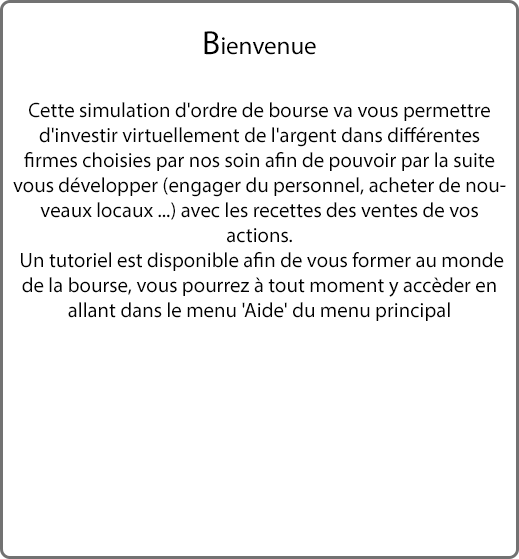 Bienvenue
Cette simulation d'ordre de bourse va vous permettre
d'investir virtuellement de l'argent dans différentes
firmes choisies par nos soin afin de pouvoir par la suite
vous développer (engager du personnel, acheter de nou-
veaux locaux ...) avec les recettes des ventes de vos
actions.
Un tutoriel est disponible afin de vous former au monde
de la bourse, vous pourrez à tout moment y accèder en
allant dans le menu 'Aide' du menu principal